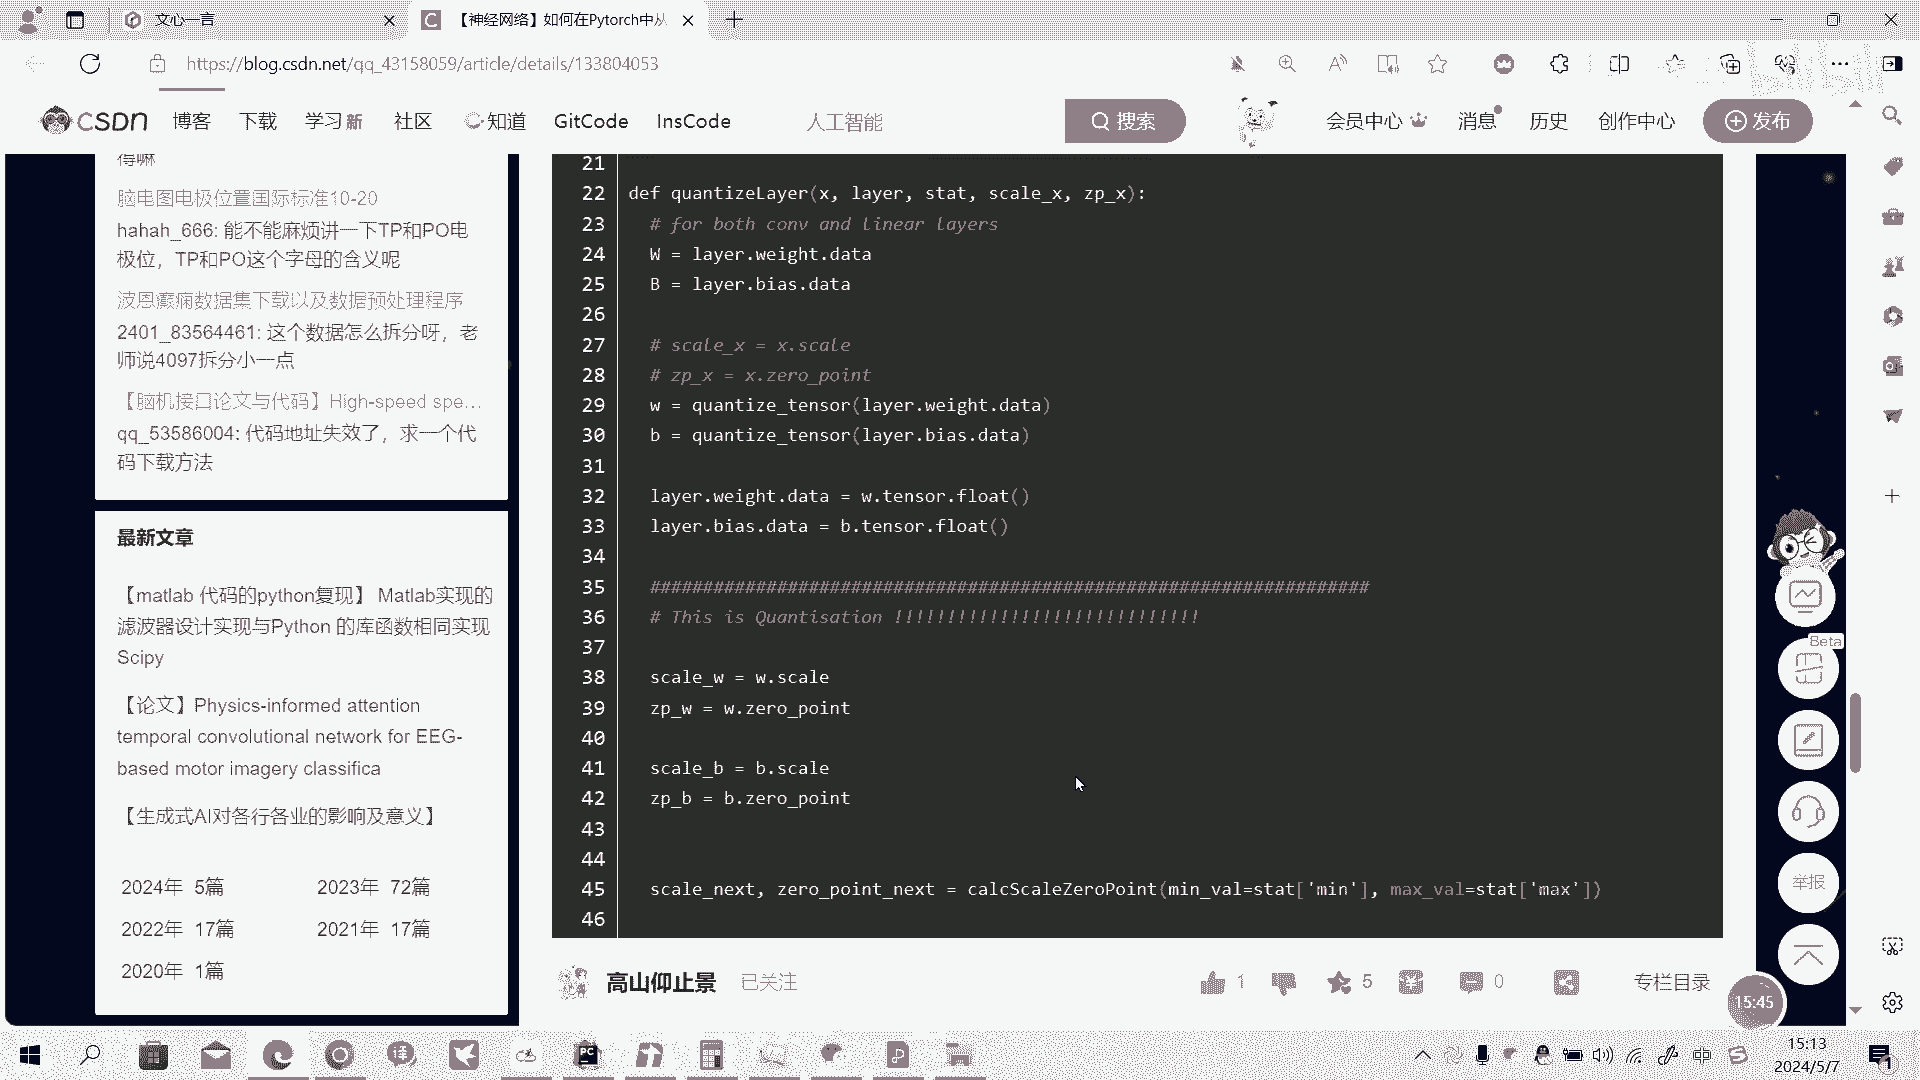 文心一言
【神经网络】如何在Pytorch中从
https://blog.csdn.net/qq_43158059/article/details/133804053
CSDN 博客 下载 学习新 社区 知道 GitCode InsCode 人工智能 搜索 会员中心 消息 历史 创作中心 发布
得嘛
脑电图电极位置国际标准10-20
hahah_666: 能不能麻烦讲一下TP和PO电
极位，TP和PO这个字母的含义呢
波恩癫痫数据集下载以及数据预处理程序
2401_83564461: 这个数据怎么拆分呀，老
师说4097拆分小一点
【脑机接口论文与代码】High-speed spe…
qq_53586004: 代码地址失效了，求一个代
码下载方法
最新文章
【matlab 代码的python复现】 Matlab实现的
滤波器设计实现与Python 的库函数相同实现
Scipy
【论文】Physics-informed attention
temporal convolutional network for EEG-
based motor imagery classifica
【生成式AI对各行各业的影响及意义】
2024年 5篇 2023年 72篇
2022年 17篇 2021年 17篇
2020年 1篇
21
22 def quantizeLayer(x, layer, stat, scale_x, zp_x):
23 # for both conv and linear layers
24 W = layer.weight.data
25 B = layer.bias.data
26
27 # scale_x = x.scale
28 # zp_x = x.zero_point
29 w = quantize_tensor(layer.weight.data)
30 b = quantize_tensor(layer.bias.data)
31
32 layer.weight.data = w.tensor.float()
33 layer.bias.data = b.tensor.float()
34
35 ####################################################################
36 # This is Quantisation !!!!!!!!!!!!!!!!!!!!!!!!!!!!!
37
38 scale_w = w.scale
39 zp_w = w.zero_point
40
41 scale_b = b.scale
42 zp_b = b.zero_point
43
44
45 scale_next, zero_point_next = calcScaleZeroPoint(min_val=stat['min'], max_val=stat['max'])
46
高山仰止景 已关注 1 5 0 专栏目录
Beta
举报
15:45
中
15:13
2024/5/7
1